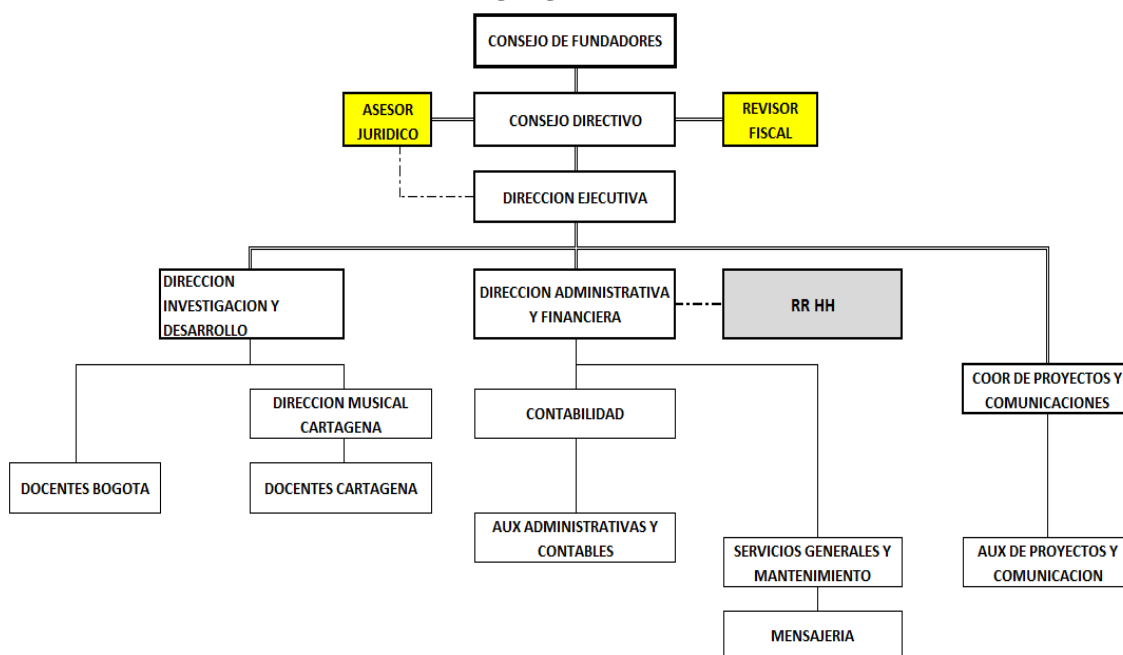 CONSEJO DE FUNDADORES
ASESOR
JURIDICO
CONSEJO DIRECTIVO
REVISOR
FISCAL
DIRECCION EJECUTIVA
DIRECCION
INVESTIGACION Y
DESARROLLO
DIRECCION ADMINISTRATIVA
Y FINANCIERA
RR HH
COOR DE PROYECTOS Y
COMUNICACIONES
DIRECCION MUSICAL
CARTAGENA
CONTABILIDAD
DOCENTES BOGOTA
DOCENTES CARTAGENA
AUX ADMINISTRATIVAS Y
CONTABLES
SERVICIOS GENERALES Y
MANTENIMIENTO
AUX DE PROYECTOS Y
COMUNICACION
MENSAJERIA